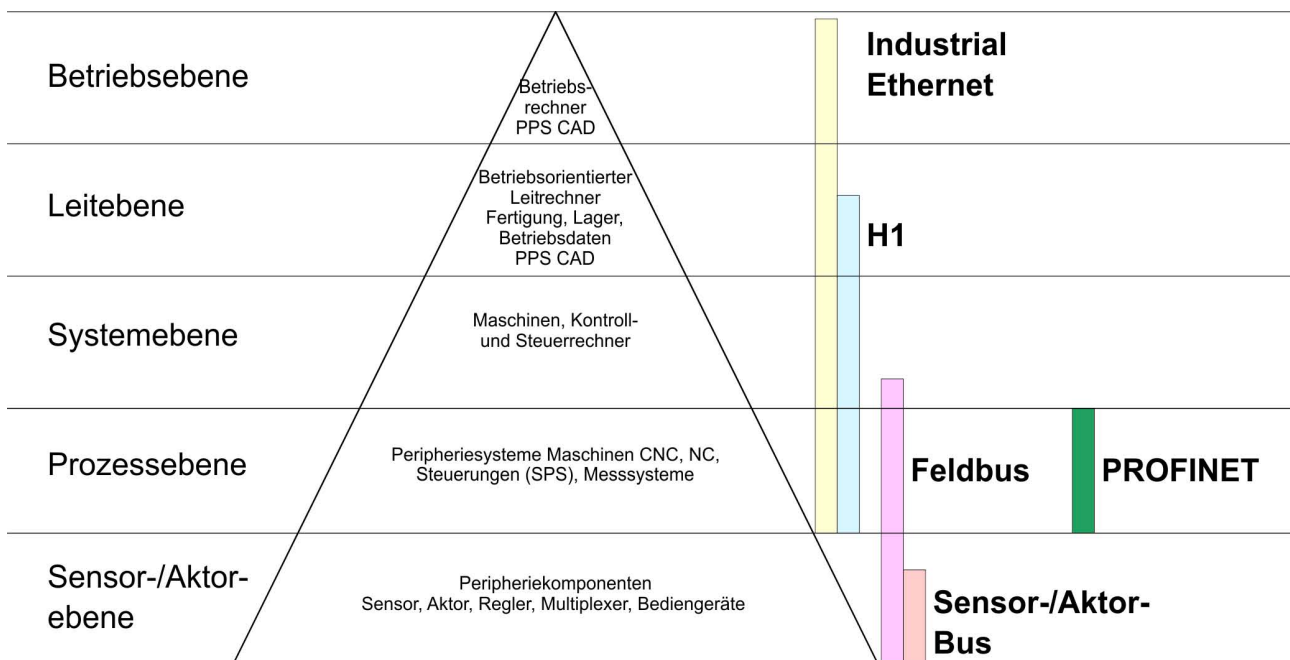 Betriebsebene
Betriebs-
rechner
PPS CAD
Industrial
Ethernet
Leitebene
Betriebsorientierter
Leitrechner
Fertigung, Lager,
Betriebsdaten
PPS CAD
H1
Systemebene
Maschinen, Kontroll-
und Steuerrechner
Prozessebene
Peripheriesysteme Maschinen CNC, NC,
Steuerungen (SPS), Messsysteme
Feldbus
PROFINET
Sensor-/Aktor-
ebene
Peripheriekomponenten
Sensor, Aktor, Regler, Multiplexer, Bediengeräte
Sensor-/Aktor-
Bus